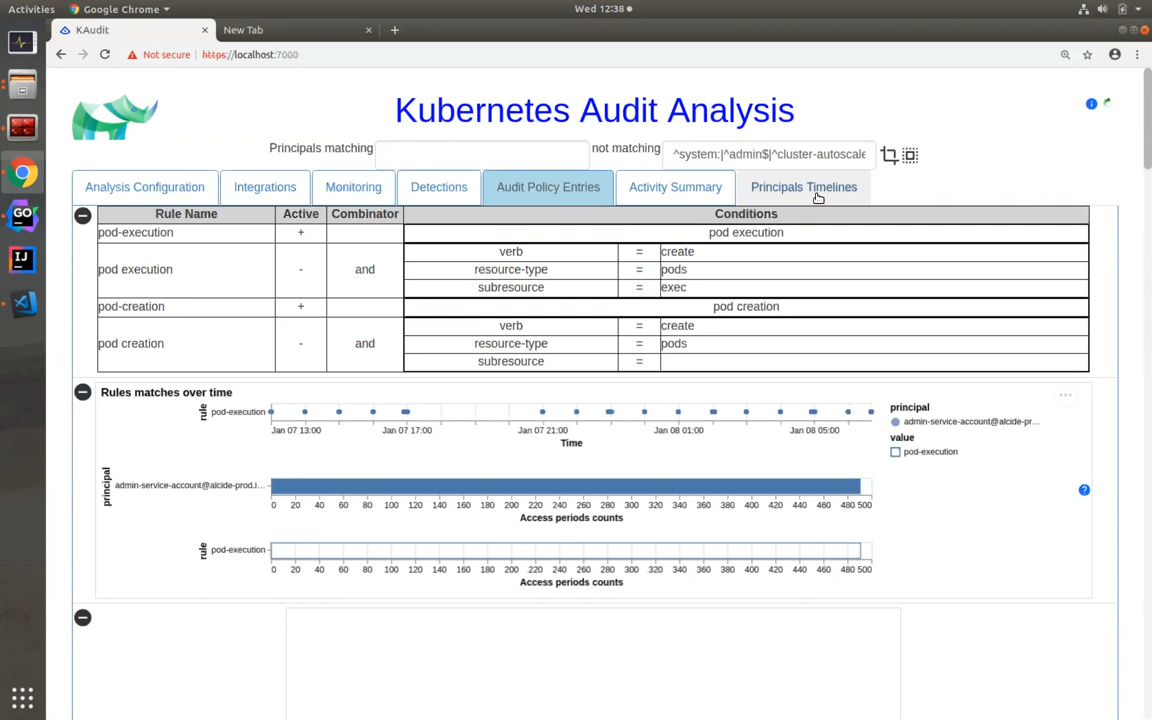 Activities Google Chrome Wed 12:38
KAudit New Tab
Not secure https://localhost:7000
Kubernetes Audit Analysis
Principals matching not matching ^system:|^admin$|^cluster-autoscale
Analysis Configuration Integrations Monitoring Detections Audit Policy Entries Activity Summary Principals Timelines
Rule Name Active Combinator Conditions
pod-execution + pod execution
pod execution - and
verb = create
resource-type = pods
subresource = exec
pod-creation + pod creation
pod creation - and
verb = create
resource-type = pods
subresource =
Rules matches over time
rule pod-execution
Jan 07 13:00 Jan 07 17:00 Jan 07 21:00 Jan 08 01:00 Jan 08 05:00
Time
principal
admin-service-account@alcide-pr...
value
pod-execution
principal admin-service-account@alcide-prod.i...
0 20 40 60 80 100 120 140 160 180 200 220 240 260 280 300 320 340 360 380 400 420 440 460 480 500
Access periods counts
rule pod-execution
0 20 40 60 80 100 120 140 160 180 200 220 240 260 280 300 320 340 360 380 400 420 440 460 480 500
Access periods counts